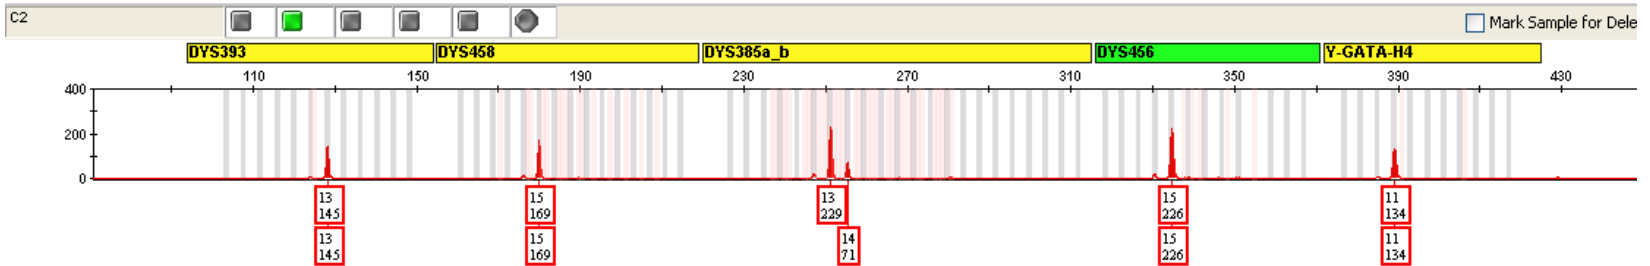 C2
Mark Sample for Dele
DYS393 DYS458 DYS385a_b DYS456 Y-GATA-H4
110 150 190 230 270 310 350 390 430
400
200
0
13 15 13 15 11
145 169 229 226 134
13 15 14 15 11
145 169 71 226 134